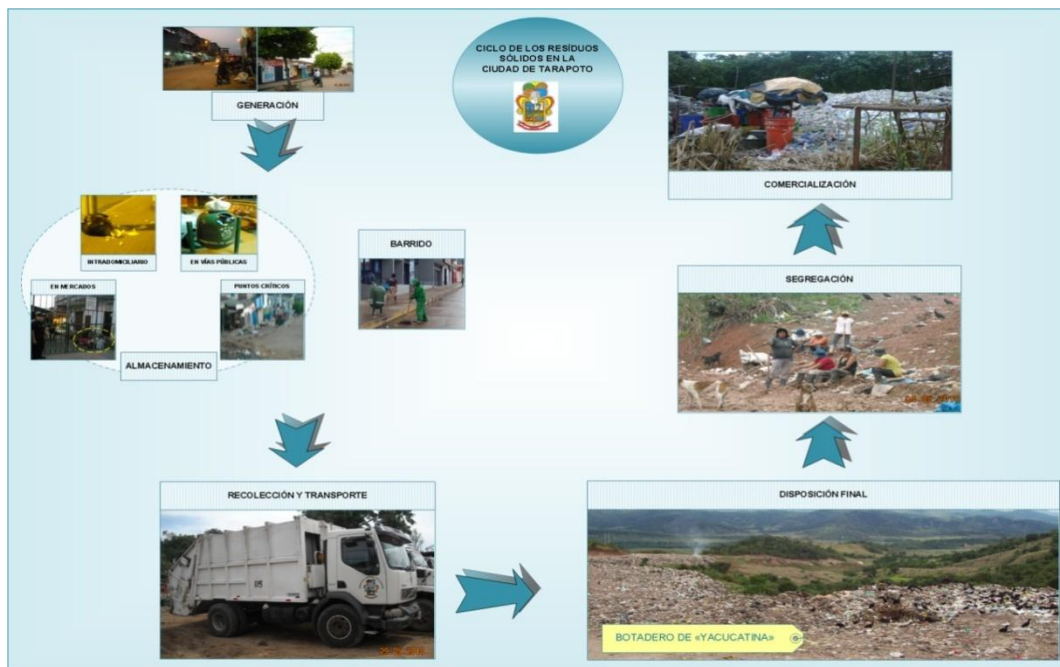 CICLO DE LOS RESÍDUOS
SÓLIDOS EN LA
CIUDAD DE TARAPOTO
GENERACIÓN
INTRADOMICILIARIO
EN VÍAS PÚBLICAS
EN MERCADOS
PUNTOS CRÍTICOS
ALMACENAMIENTO
BARRIDO
RECOLECCIÓN Y TRANSPORTE
DISPOSICIÓN FINAL
BOTADERO DE «YACUCATINA»
SEGREGACIÓN
COMERCIALIZACIÓN